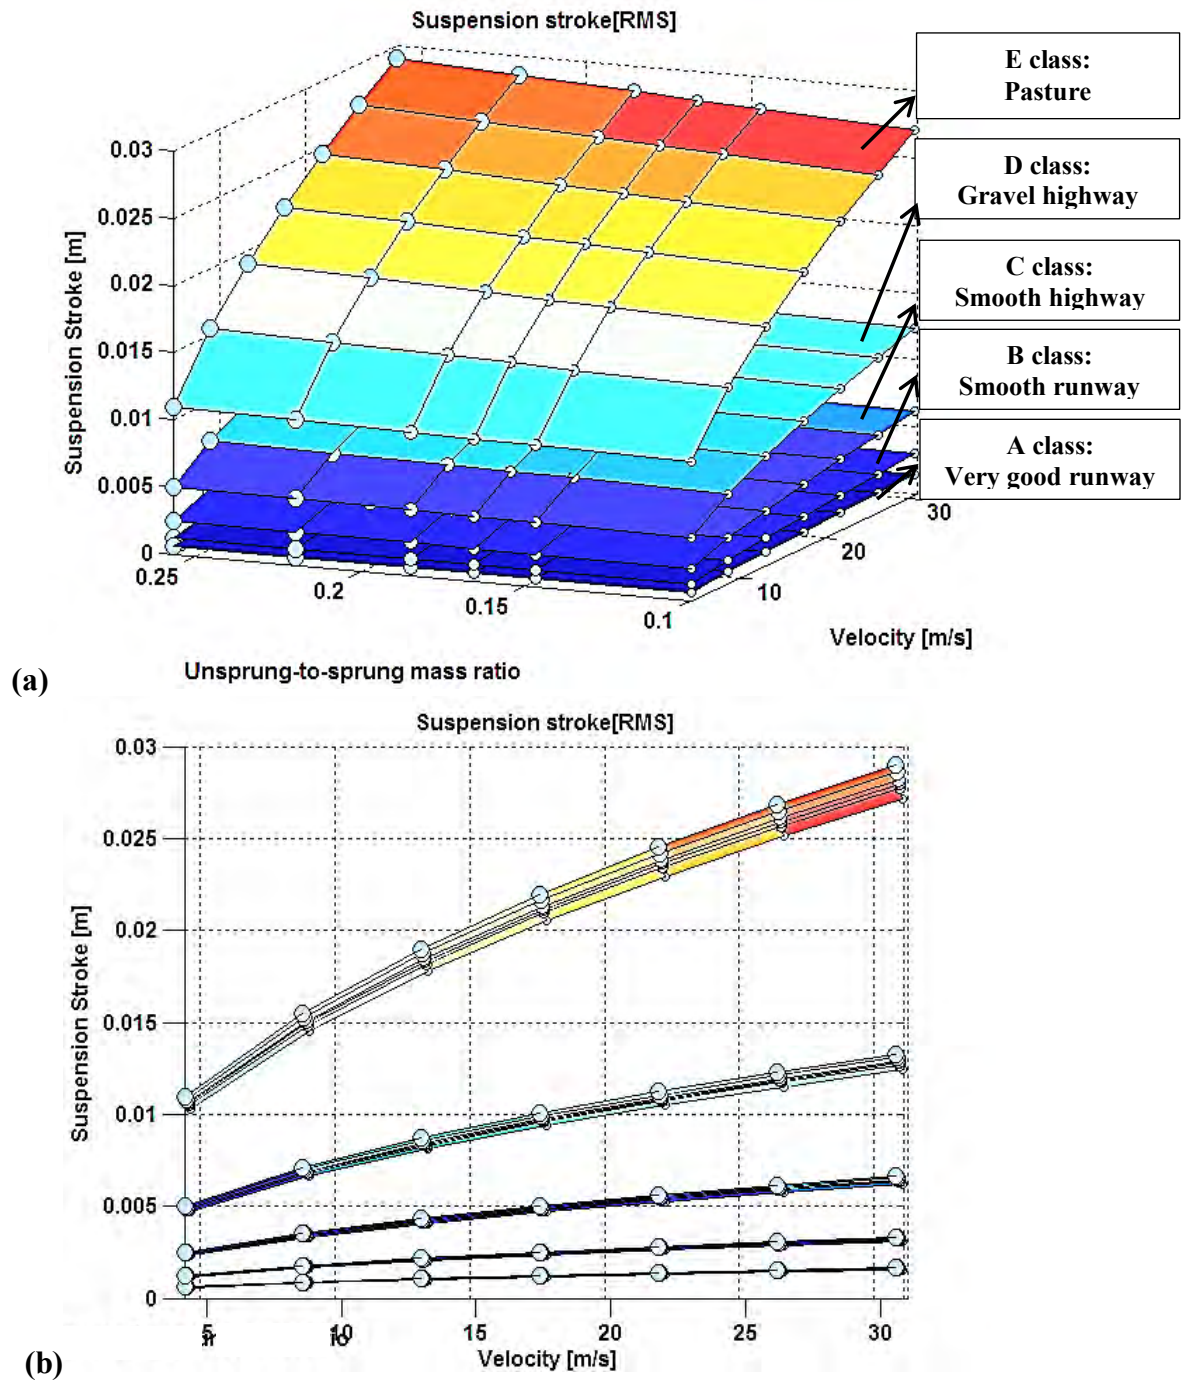 Suspension stroke[RMS]
E class:
Pasture
D class:
Gravel highway
C class:
Smooth highway
B class:
Smooth runway
A class:
Very good runway
0.03
0.025
0.02
0.015
0.01
0.005
0
Suspension Stroke [m]
0.25
0.2
0.15
0.1
10
20
30
Velocity [m/s]
Unsprung-to-sprung mass ratio
(a)
Suspension stroke[RMS]
0.03
0.025
0.02
0.015
0.01
0.005
0
Suspension Stroke [m]
5
10
15
20
25
30
Velocity [m/s]
(b)